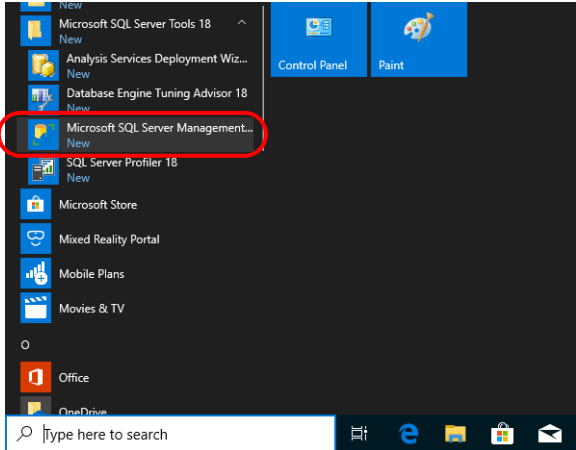 New
Microsoft SQL Server Tools 18
New
Analysis Services Deployment Wiz...
New
Database Engine Tuning Advisor 18
New
Microsoft SQL Server Management...
New
SQL Server Profiler 18
New
Microsoft Store
Mixed Reality Portal
Mobile Plans
Movies & TV
O
Office
OneDrive
Control Panel
Paint
Type here to search